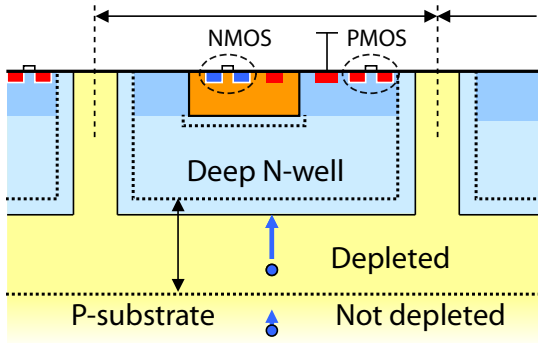 NMOS PMOS
Deep N-well
Depleted
P-substrate Not depleted